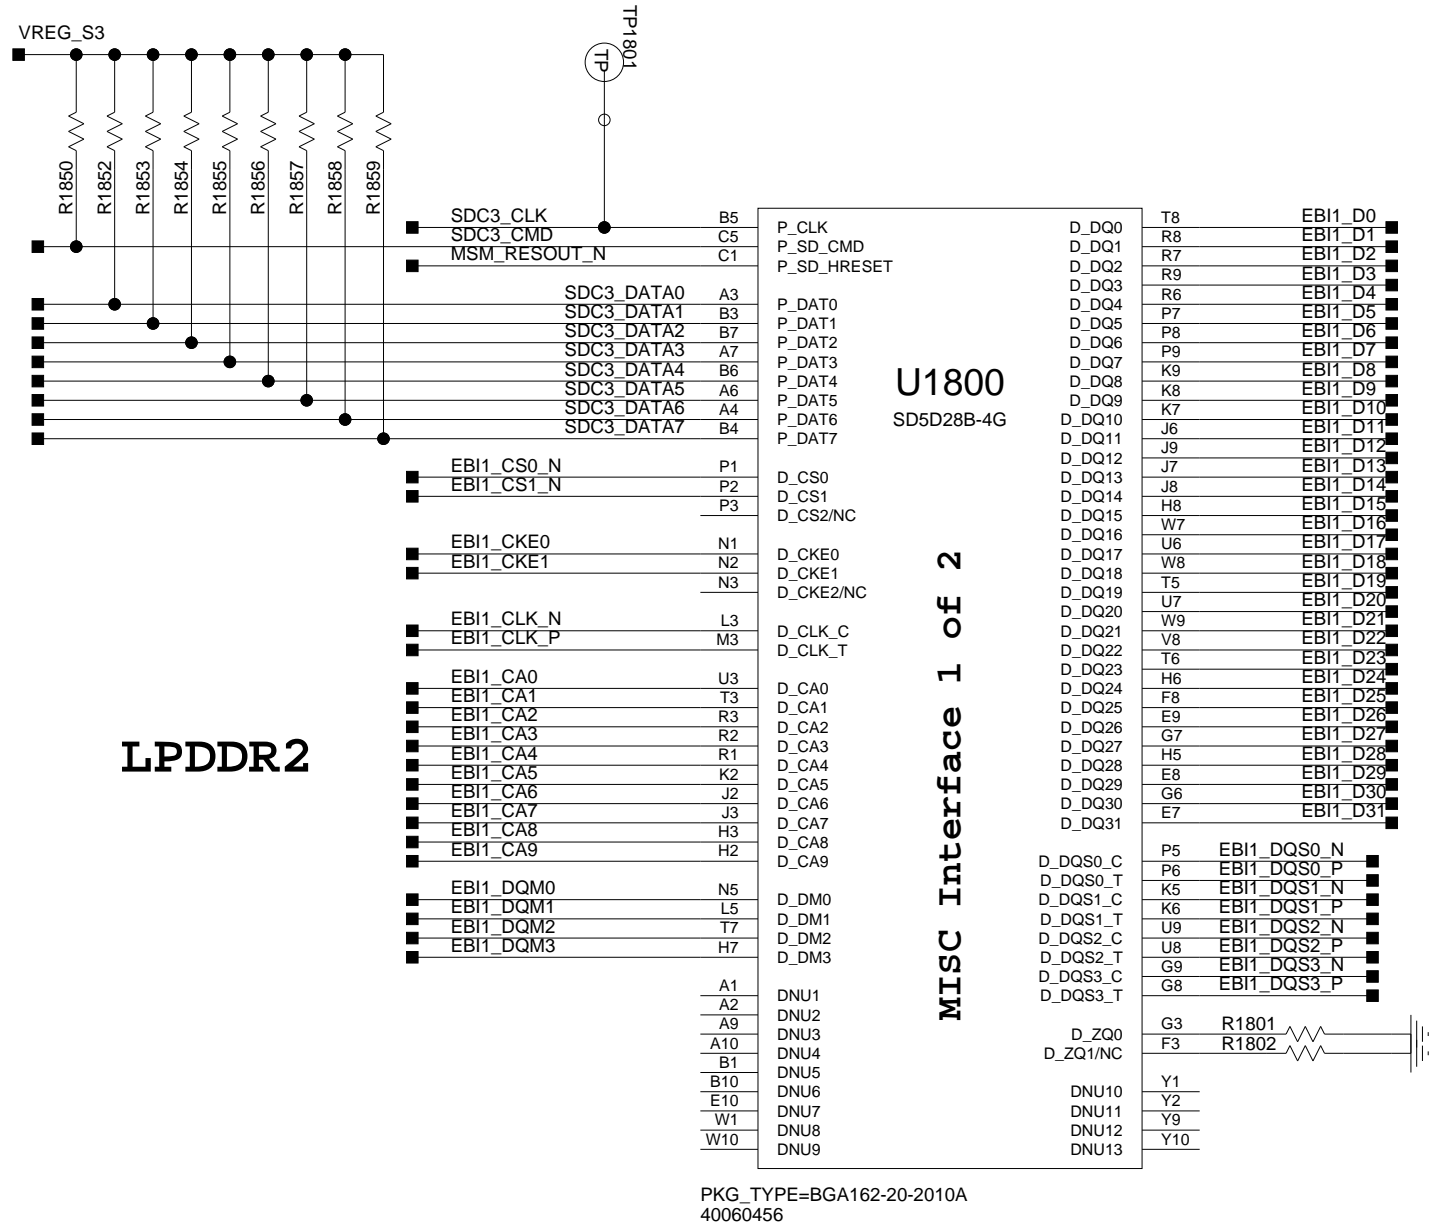 VREG_S3
TP1801
TP
R1850
R1852
R1853
R1854
R1855
R1856
R1857
R1858
R1859
SDC3_CLK B5 P_CLK
SDC3_CMD C5 P_SD_CMD
MSM_RESOUT_N C1 P_SD_HRESET
SDC3_DATA0 A3 P_DAT0
SDC3_DATA1 B3 P_DAT1
SDC3_DATA2 B7 P_DAT2
SDC3_DATA3 A7 P_DAT3
SDC3_DATA4 B6 P_DAT4
SDC3_DATA5 A6 P_DAT5
SDC3_DATA6 A4 P_DAT6
SDC3_DATA7 B4 P_DAT7
EBI1_CS0_N P1 D_CS0
EBI1_CS1_N P2 D_CS1
P3 D_CS2/NC
EBI1_CKE0 N1 D_CKE0
EBI1_CKE1 N2 D_CKE1
N3 D_CKE2/NC
EBI1_CLK_N L3 D_CLK_C
EBI1_CLK_P M3 D_CLK_T
EBI1_CA0 U3 D_CA0
EBI1_CA1 T3 D_CA1
EBI1_CA2 R3 D_CA2
EBI1_CA3 R2 D_CA3
EBI1_CA4 R1 D_CA4
EBI1_CA5 K2 D_CA5
EBI1_CA6 J2 D_CA6
EBI1_CA7 J3 D_CA7
EBI1_CA8 H3 D_CA8
EBI1_CA9 H2 D_CA9
EBI1_DQM0 N5 D_DM0
EBI1_DQM1 L5 D_DM1
EBI1_DQM2 T7 D_DM2
EBI1_DQM3 H7 D_DM3
A1 DNU1
A2 DNU2
A9 DNU3
A10 DNU4
B1 DNU5
B10 DNU6
E10 DNU7
W1 DNU8
W10 DNU9
LPDDR2
U1800
SD5D28B-4G
MISC Interface 1 of 2
D_DQ0 T8 EBI1_D0
D_DQ1 R8 EBI1_D1
D_DQ2 R7 EBI1_D2
D_DQ3 R9 EBI1_D3
D_DQ4 R6 EBI1_D4
D_DQ5 P7 EBI1_D5
D_DQ6 P8 EBI1_D6
D_DQ7 P9 EBI1_D7
D_DQ8 K9 EBI1_D8
D_DQ9 K8 EBI1_D9
D_DQ10 K7 EBI1_D10
D_DQ11 J6 EBI1_D11
D_DQ12 J9 EBI1_D12
D_DQ13 J7 EBI1_D13
D_DQ14 J8 EBI1_D14
D_DQ15 H8 EBI1_D15
D_DQ16 W7 EBI1_D16
D_DQ17 U6 EBI1_D17
D_DQ18 W8 EBI1_D18
D_DQ19 T5 EBI1_D19
D_DQ20 U7 EBI1_D20
D_DQ21 W9 EBI1_D21
D_DQ22 V8 EBI1_D22
D_DQ23 T6 EBI1_D23
D_DQ24 H6 EBI1_D24
D_DQ25 F8 EBI1_D25
D_DQ26 E9 EBI1_D26
D_DQ27 G7 EBI1_D27
D_DQ28 H5 EBI1_D28
D_DQ29 E8 EBI1_D29
D_DQ30 G6 EBI1_D30
D_DQ31 E7 EBI1_D31
D_DQS0_C P5 EBI1_DQS0_N
D_DQS0_T P6 EBI1_DQS0_P
D_DQS1_C K5 EBI1_DQS1_N
D_DQS1_T K6 EBI1_DQS1_P
D_DQS2_C U9 EBI1_DQS2_N
D_DQS2_T U8 EBI1_DQS2_P
D_DQS3_C G9 EBI1_DQS3_N
D_DQS3_T G8 EBI1_DQS3_P
D_ZQ0 G3 R1801
D_ZQ1/NC F3 R1802
DNU10 Y1
DNU11 Y2
DNU12 Y9
DNU13 Y10
PKG_TYPE=BGA162-20-2010A
40060456